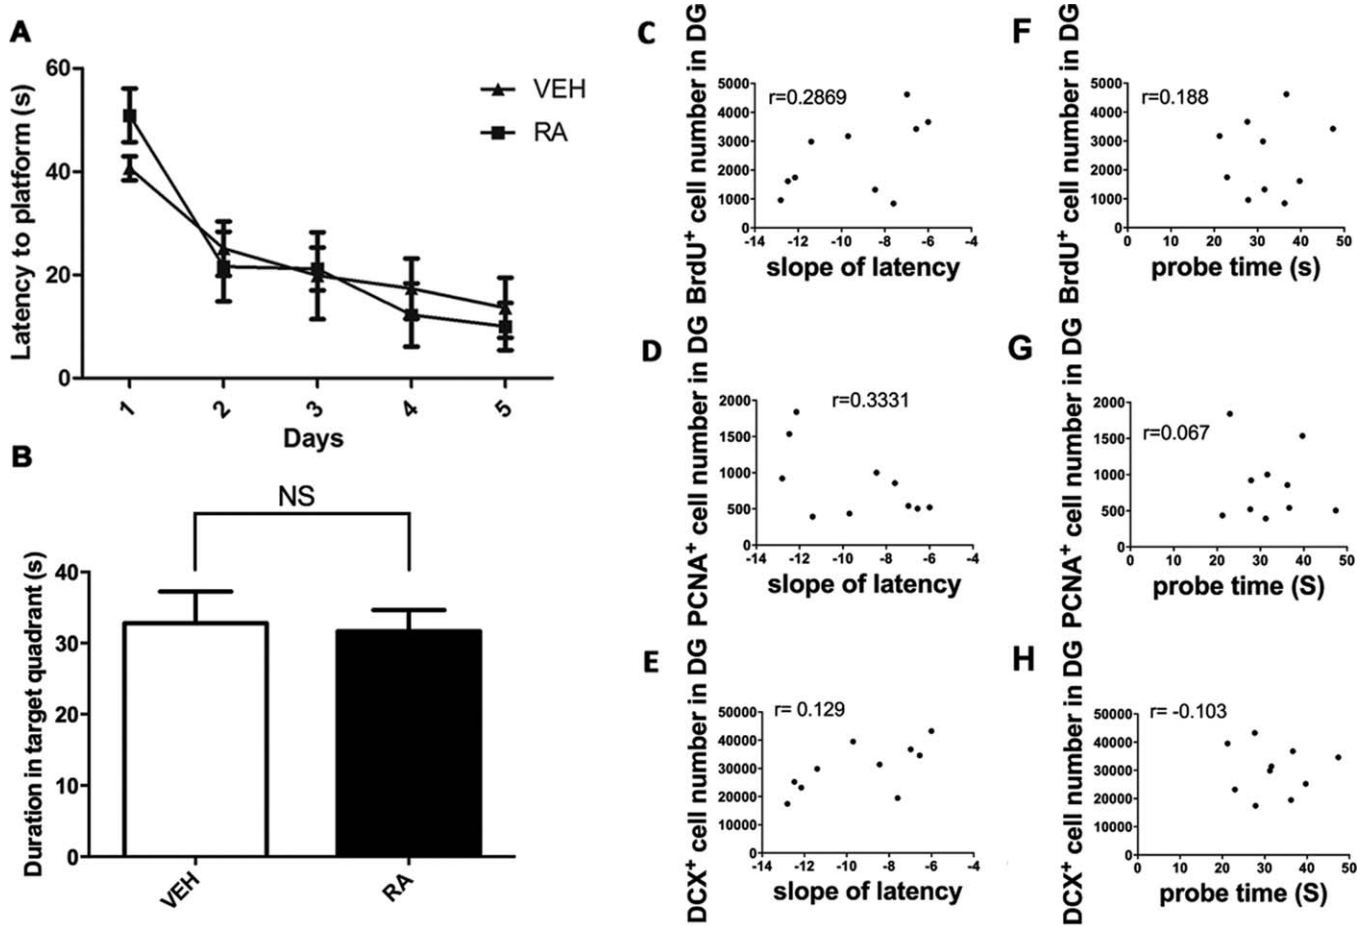 A
60
40
20
0
Latency to platform (s)
VEH
RA
1 2 3 4 5
Days
B
NS
40
30
20
10
0
Duration in target quadrant (s)
VEH RA
C
BrdU⁺ cell number in DG
r=0.2869
5000
4000
3000
2000
1000
0
-14 -12 -10 -8 -6 -4
slope of latency
D
PCNA⁺ cell number in DG
r=0.3331
2000
1500
1000
500
0
-14 -12 -10 -8 -6 -4
slope of latency
E
DCX⁺ cell number in DG
r= 0.129
50000
40000
30000
20000
10000
0
-14 -12 -10 -8 -6 -4
slope of latency
F
BrdU⁺ cell number in DG
r=0.188
5000
4000
3000
2000
1000
0
0 10 20 30 40 50
probe time (s)
G
PCNA⁺ cell number in DG
r=0.067
2000
1500
1000
500
0
0 10 20 30 40 50
probe time (S)
H
DCX⁺ cell number in DG
r= -0.103
50000
40000
30000
20000
10000
0
0 10 20 30 40 50
probe time (S)